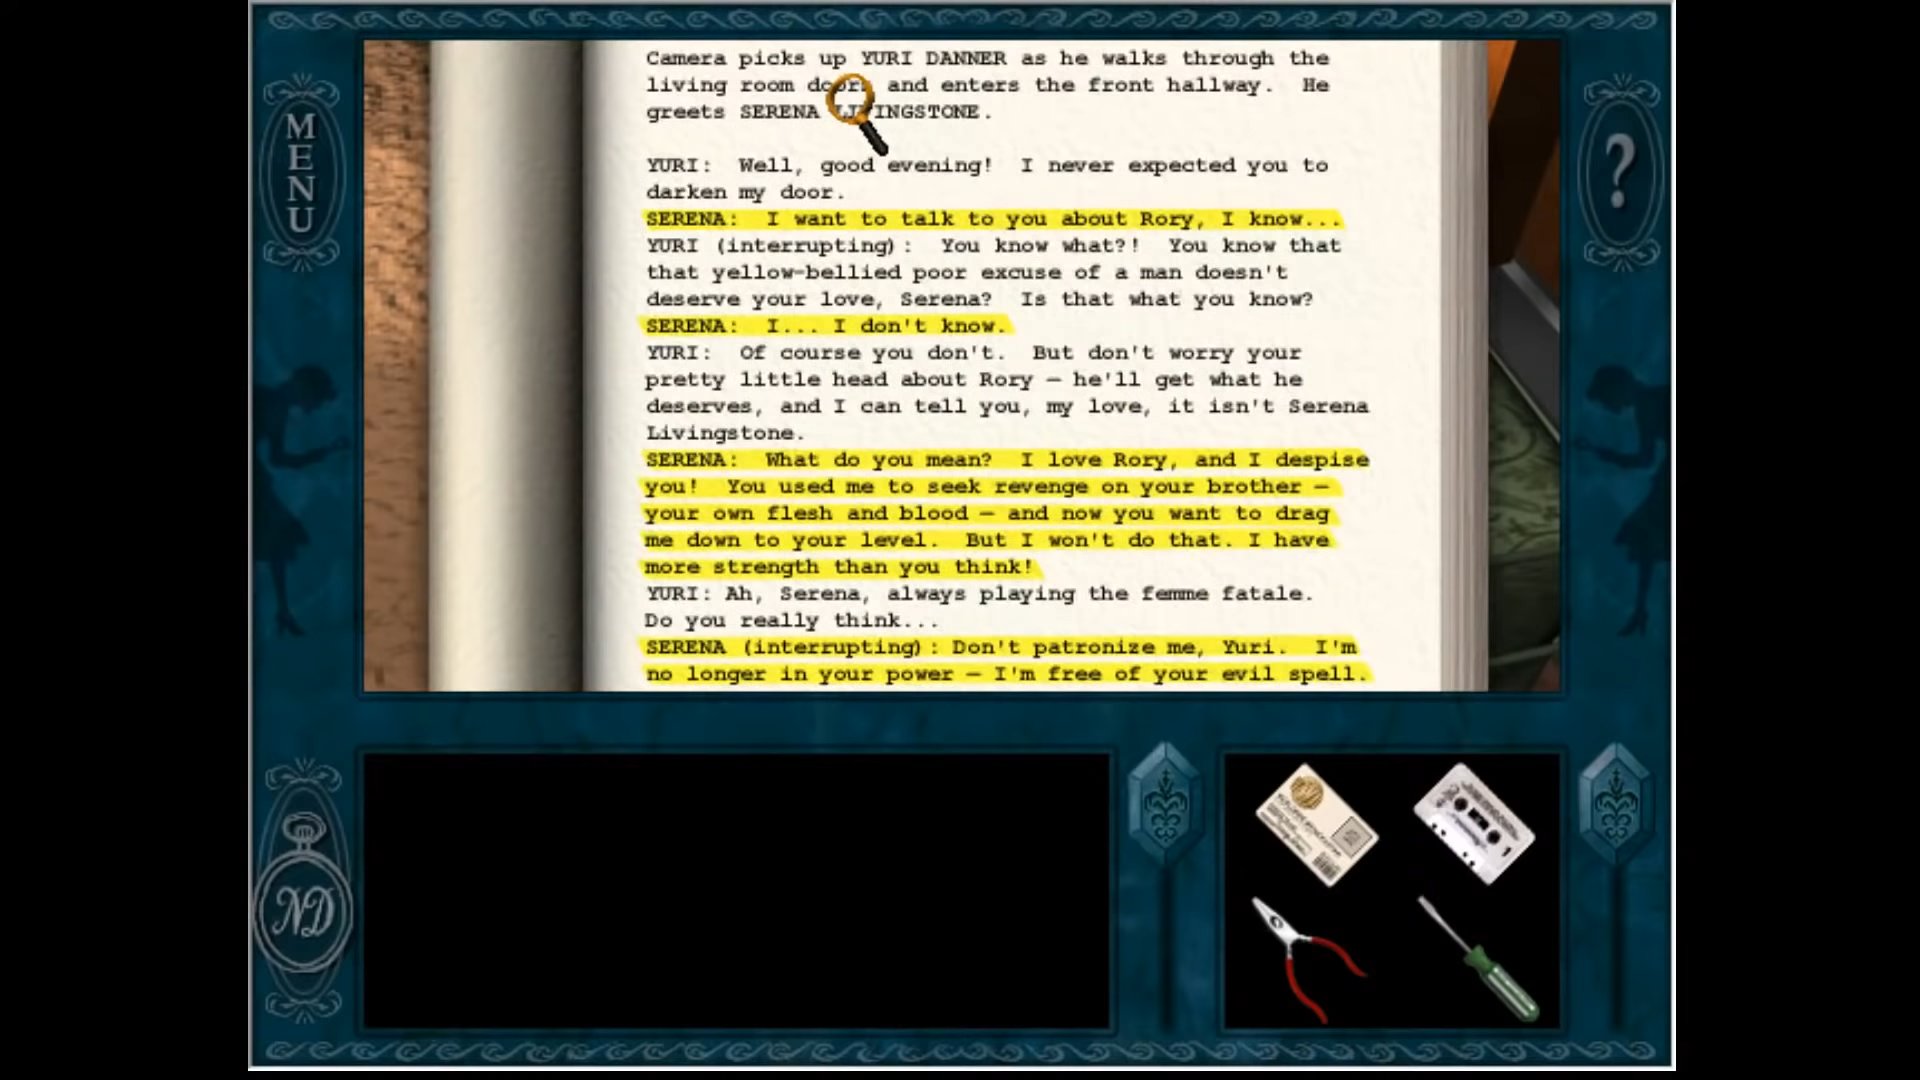 MENU
?
Camera picks up YURI DANNER as he walks through the
living room door, and enters the front hallway.  He
greets SERENA LIVINGSTONE.
YURI:  Well, good evening!  I never expected you to
darken my door.
SERENA:  I want to talk to you about Rory, I know...
YURI (interrupting):  You know what?!  You know that
that yellow-bellied poor excuse of a man doesn't
deserve your love, Serena?  Is that what you know?
SERENA:  I... I don't know.
YURI:  Of course you don't.  But don't worry your
pretty little head about Rory — he'll get what he
deserves, and I can tell you, my love, it isn't Serena
Livingstone.
SERENA:  What do you mean?  I love Rory, and I despise
you!  You used me to seek revenge on your brother —
your own flesh and blood — and now you want to drag
me down to your level.  But I won't do that. I have
more strength than you think!
YURI: Ah, Serena, always playing the femme fatale.
Do you really think...
SERENA (interrupting): Don't patronize me, Yuri.  I'm
no longer in your power — I'm free of your evil spell.
ND